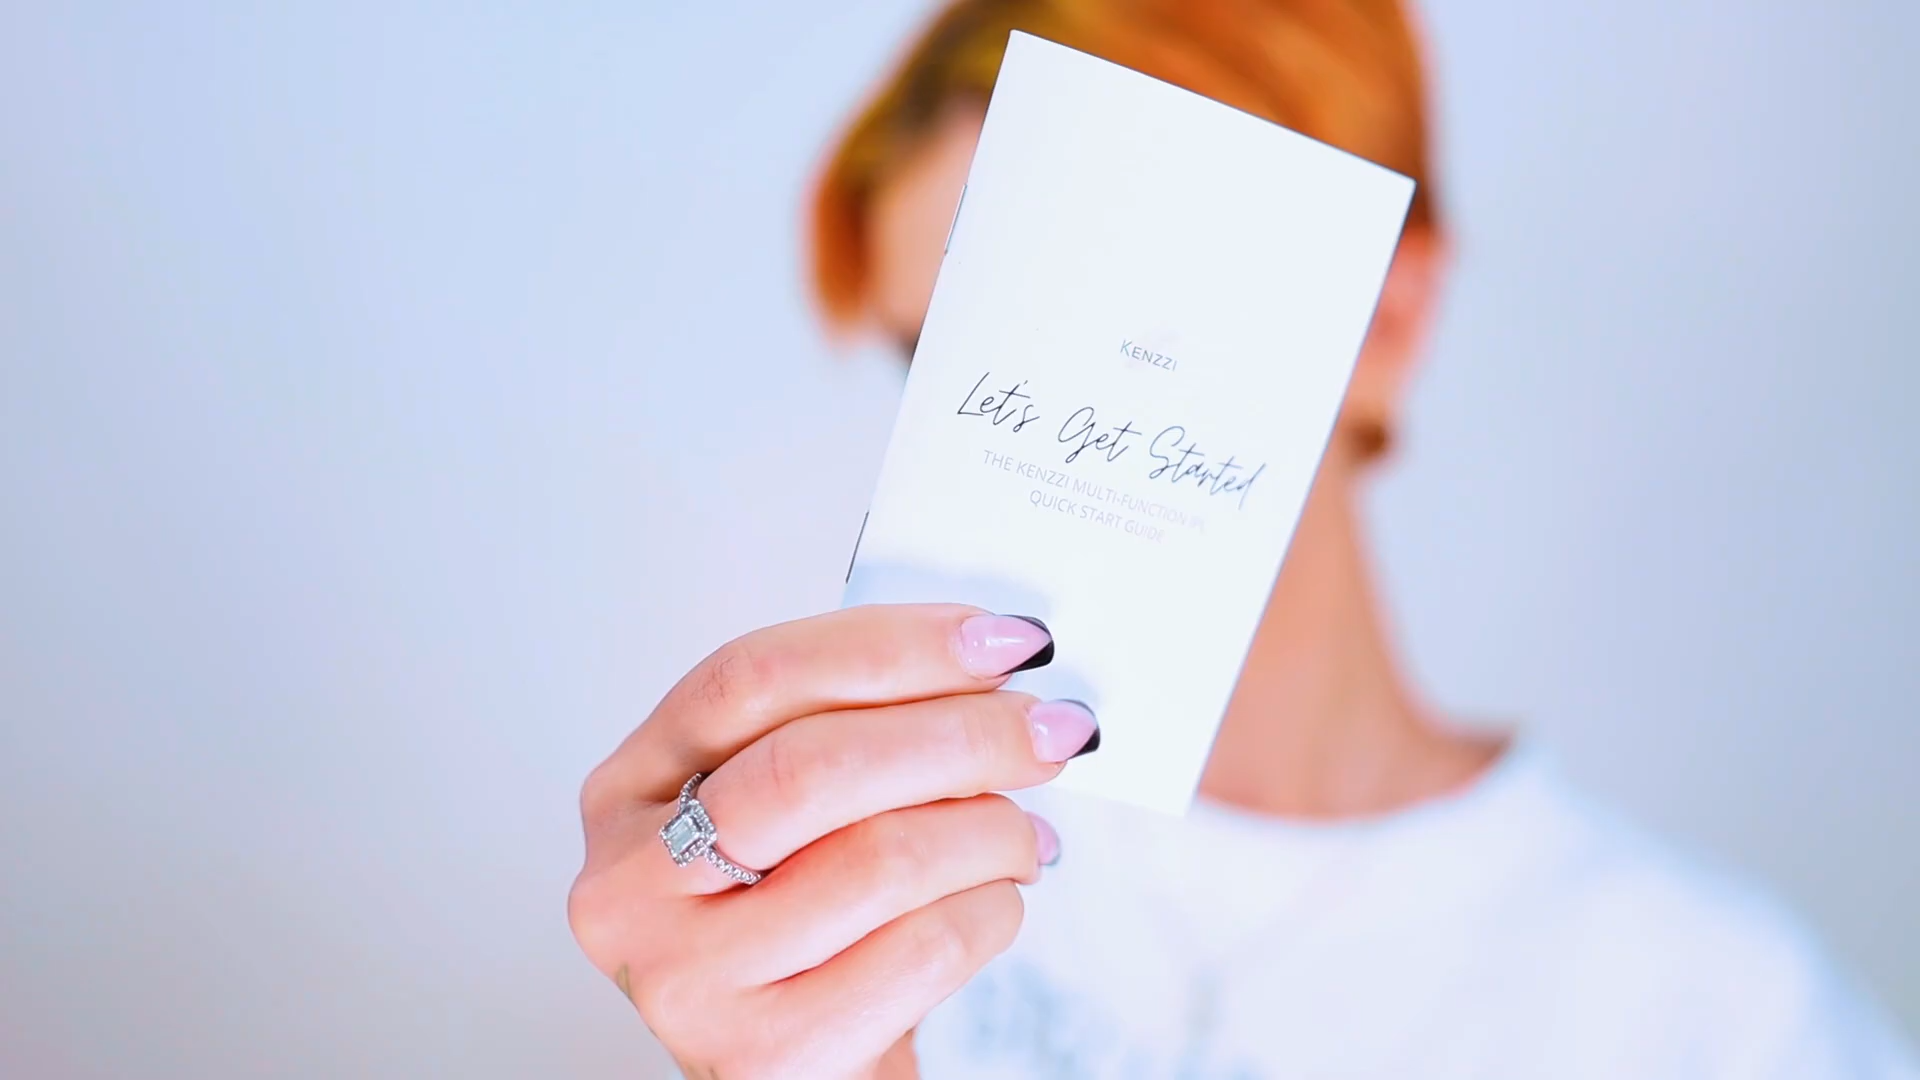 KENZZI
Let's Get Started
THE KENZZI MULTI-FUNCTION IPL
QUICK START GUIDE